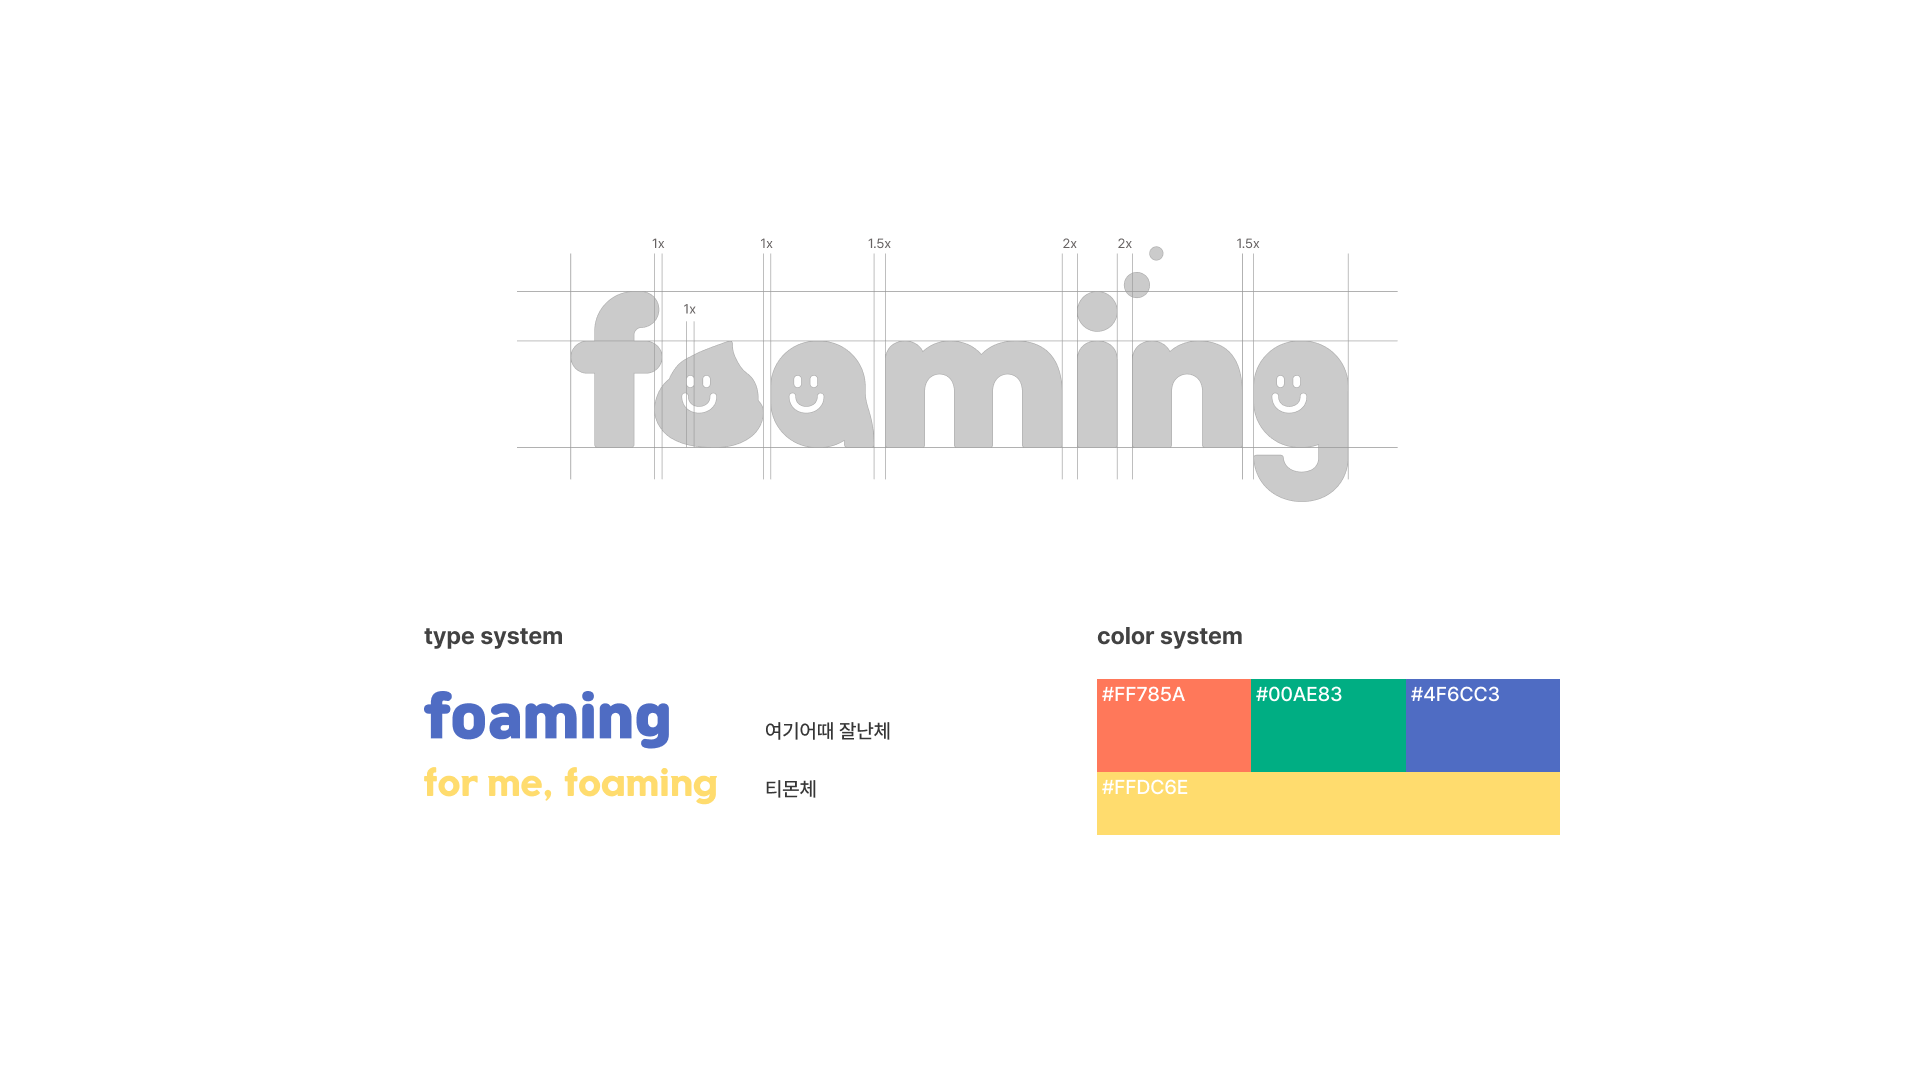 1x 1x 1.5x 2x 2x 1.5x
1x
foaming
type system
foaming
여기어때 잘난체
for me, foaming
티몬체
color system
#FF785A #00AE83 #4F6CC3
#FFDC6E